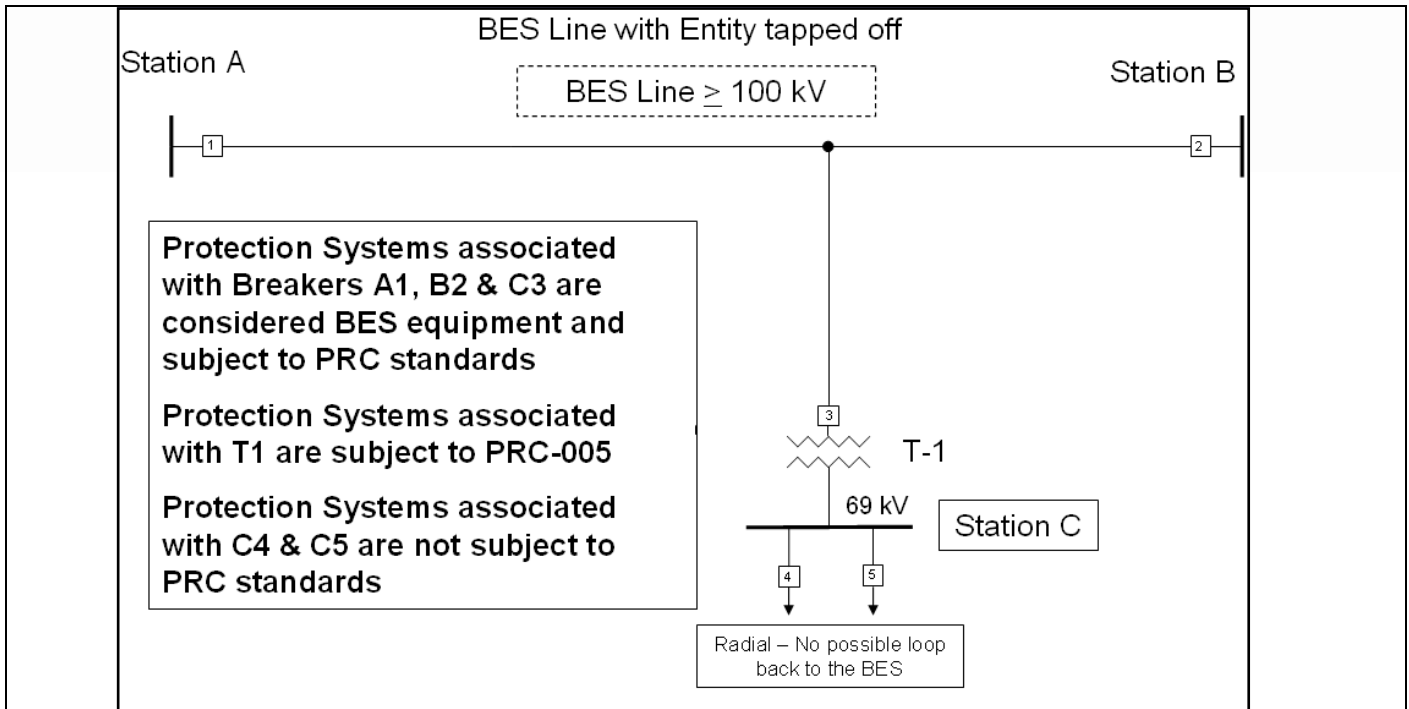 BES Line with Entity tapped off
Station A
BES Line ≥ 100 kV
Station B
1
2
Protection Systems associated
with Breakers A1, B2 & C3 are
considered BES equipment and
subject to PRC standards
Protection Systems associated
with T1 are subject to PRC-005
Protection Systems associated
with C4 & C5 are not subject to
PRC standards
3
T-1
69 kV
Station C
4
5
Radial – No possible loop
back to the BES